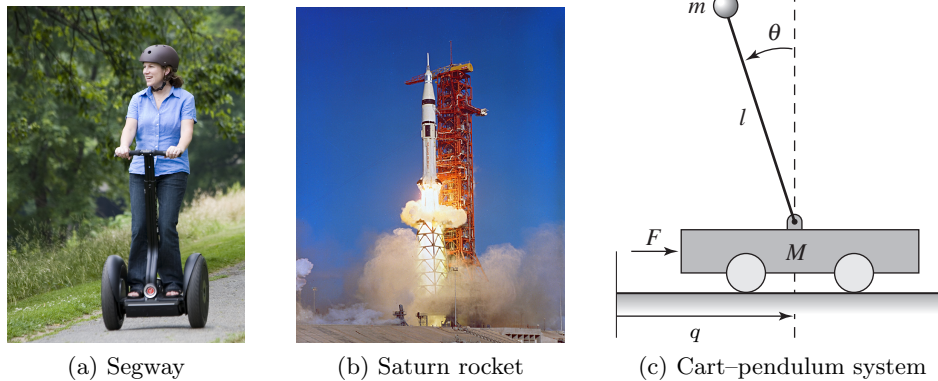 m
θ
l
F
M
q
(a) Segway
(b) Saturn rocket
(c) Cart–pendulum system